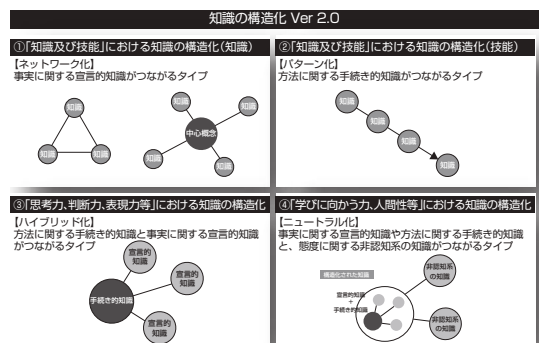 知識の構造化 Ver 2.0
①「知識及び技能」における知識の構造化（知識）
【ネットワーク化】
事実に関する宣言的知識がつながるタイプ
知識
知識
知識
知識
知識
中心概念
知識
知識
②「知識及び技能」における知識の構造化（技能）
【パターン化】
方法に関する手続き的知識がつながるタイプ
知識
知識
知識
知識
③「思考力、判断力、表現力等」における知識の構造化
【ハイブリッド化】
方法に関する手続き的知識と事実に関する宣言的知識
がつながるタイプ
宣言的
知識
宣言的
知識
手続き的知識
宣言的
知識
④「学びに向かう力、人間性等」における知識の構造化
【ニュートラル化】
事実に関する宣言的知識や方法に関する手続き的知識
と、態度に関する非認知系の知識がつながるタイプ
非認知系
の知識
構造化された知識
宣言的知識
+
手続き的知識
非認知系
の知識